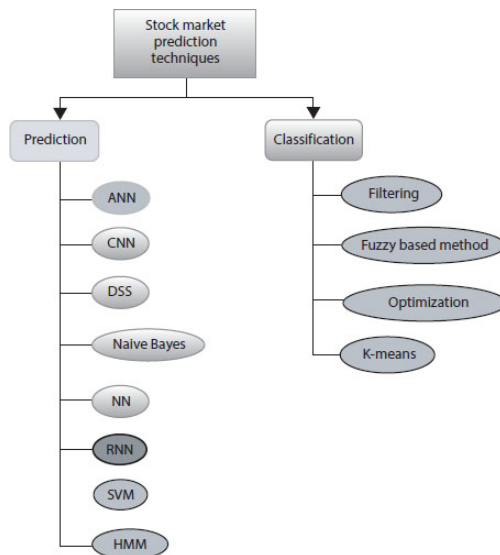 Stock market
prediction
techniques
Prediction
Classification
ANN
CNN
DSS
Naive Bayes
NN
RNN
SVM
HMM
Filtering
Fuzzy based method
Optimization
K-means